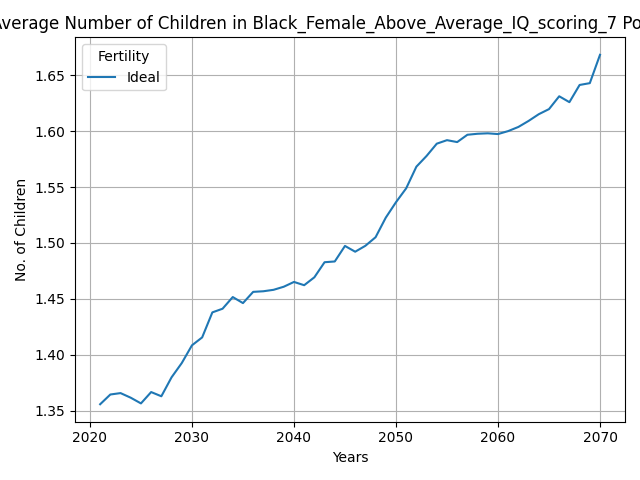 Average Number of Children in Black_Female_Above_Average_IQ_scoring_7 Po
Fertility
Ideal
No. of Children
1.65
1.60
1.55
1.50
1.45
1.40
1.35
2020 2030 2040 2050 2060 2070
Years